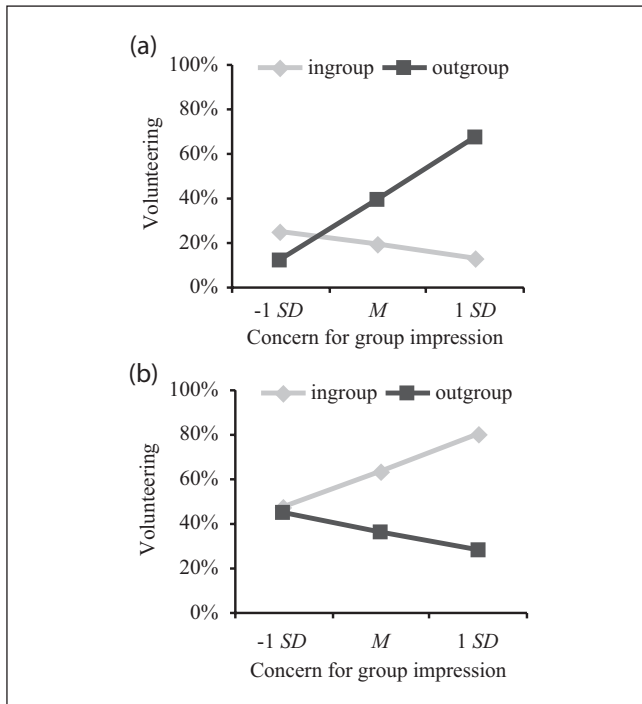 (a)
100%
ingroup outgroup
80%
60%
40%
20%
0%
Volunteering
-1 SD M 1 SD
Concern for group impression
(b)
100%
ingroup outgroup
80%
60%
40%
20%
0%
Volunteering
-1 SD M 1 SD
Concern for group impression